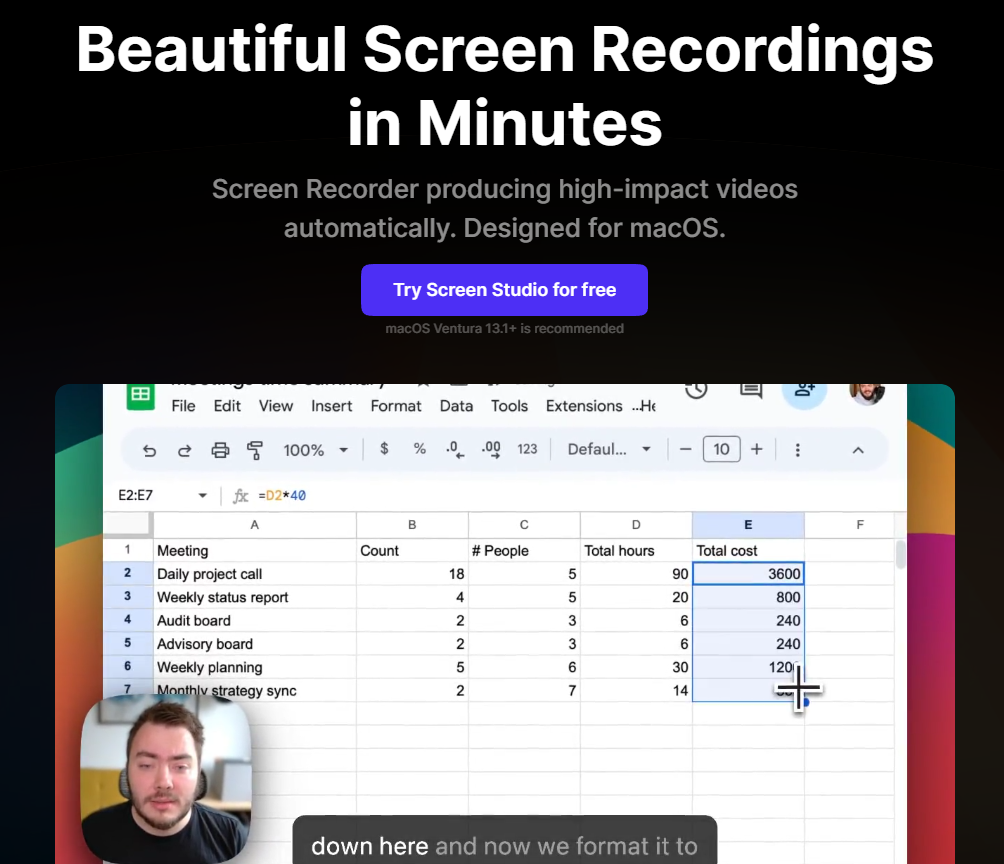 Beautiful Screen Recordings
in Minutes
Screen Recorder producing high-impact videos
automatically. Designed for macOS.
Try Screen Studio for free
macOS Ventura 13.1+ is recommended
File Edit View Insert Format Data Tools Extensions ...He
100% $ % .0 .00 123 Defaul... − 10 +
E2:E7 fx =D2*40
A B C D E F
1 Meeting Count # People Total hours Total cost
2 Daily project call 18 5 90 3600
3 Weekly status report 4 5 20 800
4 Audit board 2 3 6 240
5 Advisory board 2 3 6 240
6 Weekly planning 5 6 30 1200
7 Monthly strategy sync 2 7 14
down here and now we format it to